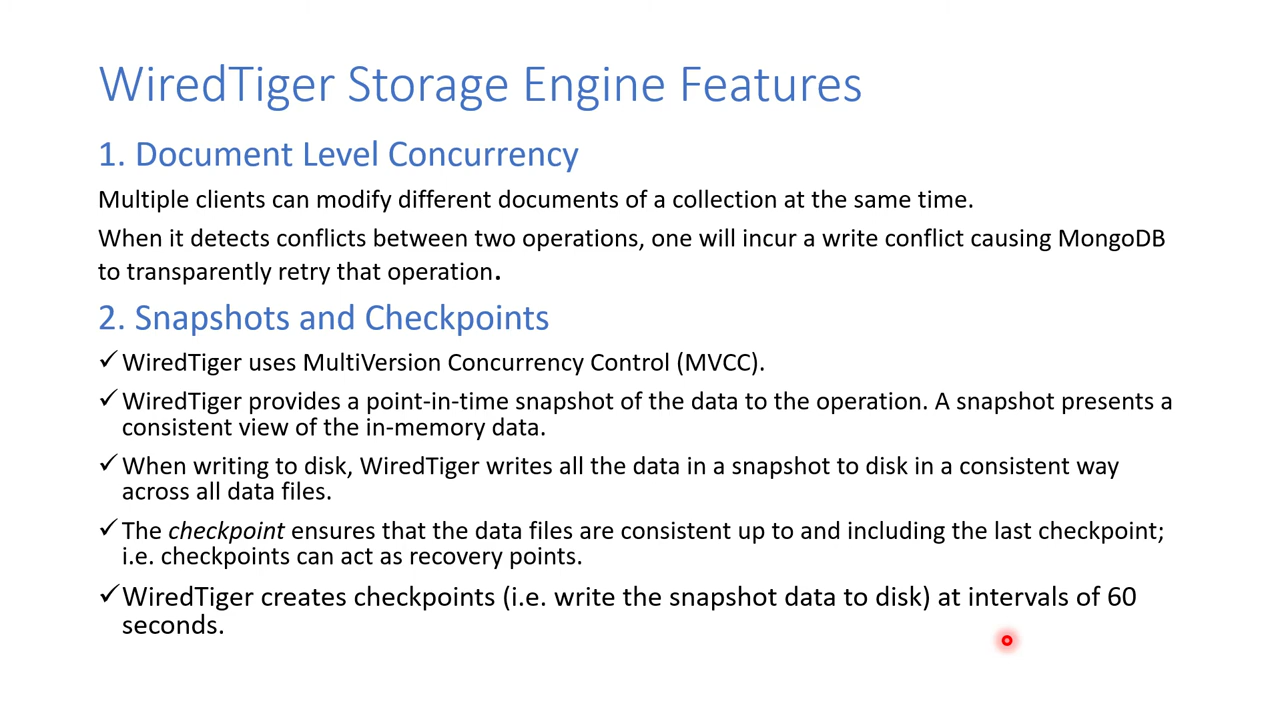 WiredTiger Storage Engine Features
1. Document Level Concurrency
Multiple clients can modify different documents of a collection at the same time.
When it detects conflicts between two operations, one will incur a write conflict causing MongoDB
to transparently retry that operation.
2. Snapshots and Checkpoints
✓WiredTiger uses MultiVersion Concurrency Control (MVCC).
✓WiredTiger provides a point-in-time snapshot of the data to the operation. A snapshot presents a
consistent view of the in-memory data.
✓When writing to disk, WiredTiger writes all the data in a snapshot to disk in a consistent way
across all data files.
✓The checkpoint ensures that the data files are consistent up to and including the last checkpoint;
i.e. checkpoints can act as recovery points.
✓WiredTiger creates checkpoints (i.e. write the snapshot data to disk) at intervals of 60
seconds.